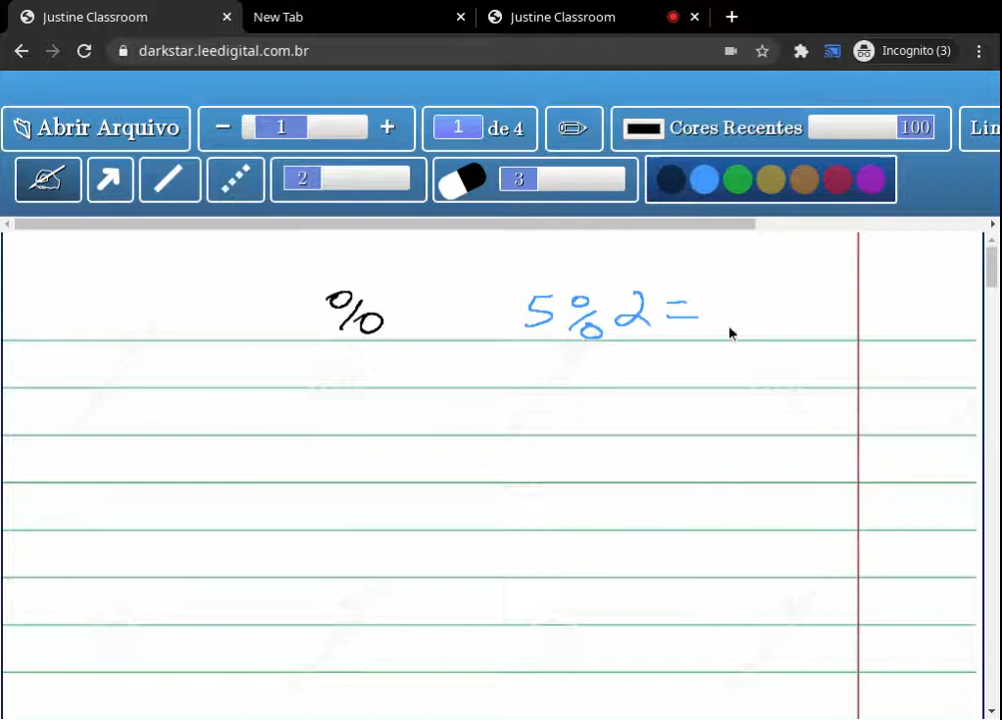 Justine Classroom New Tab Justine Classroom
darkstar.leedigital.com.br Incognito (3)
Abrir Arquivo 1 1 de 4 Cores Recentes 100 Lin
2 3
% 5 % 2 =